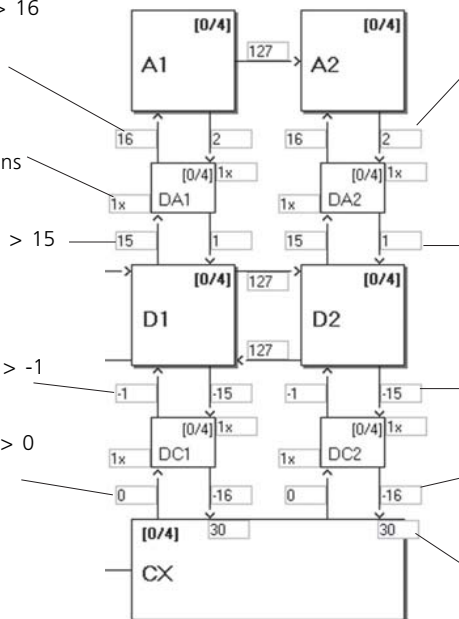 > 16
[0/4] [0/4]
127
A1 A2
16 2 16 2
ns
[0/4] 1x [0/4] 1x
1x DA1 1x DA2
> 15 15 1 15 1
[0/4] [0/4]
127
D1 D2
127
> -1
-1 -15 -1 -15
[0/4] 1x [0/4] 1x
> 0
1x DC1 1x DC2
0 -16 0 -16
[0/4] 30 30
CX